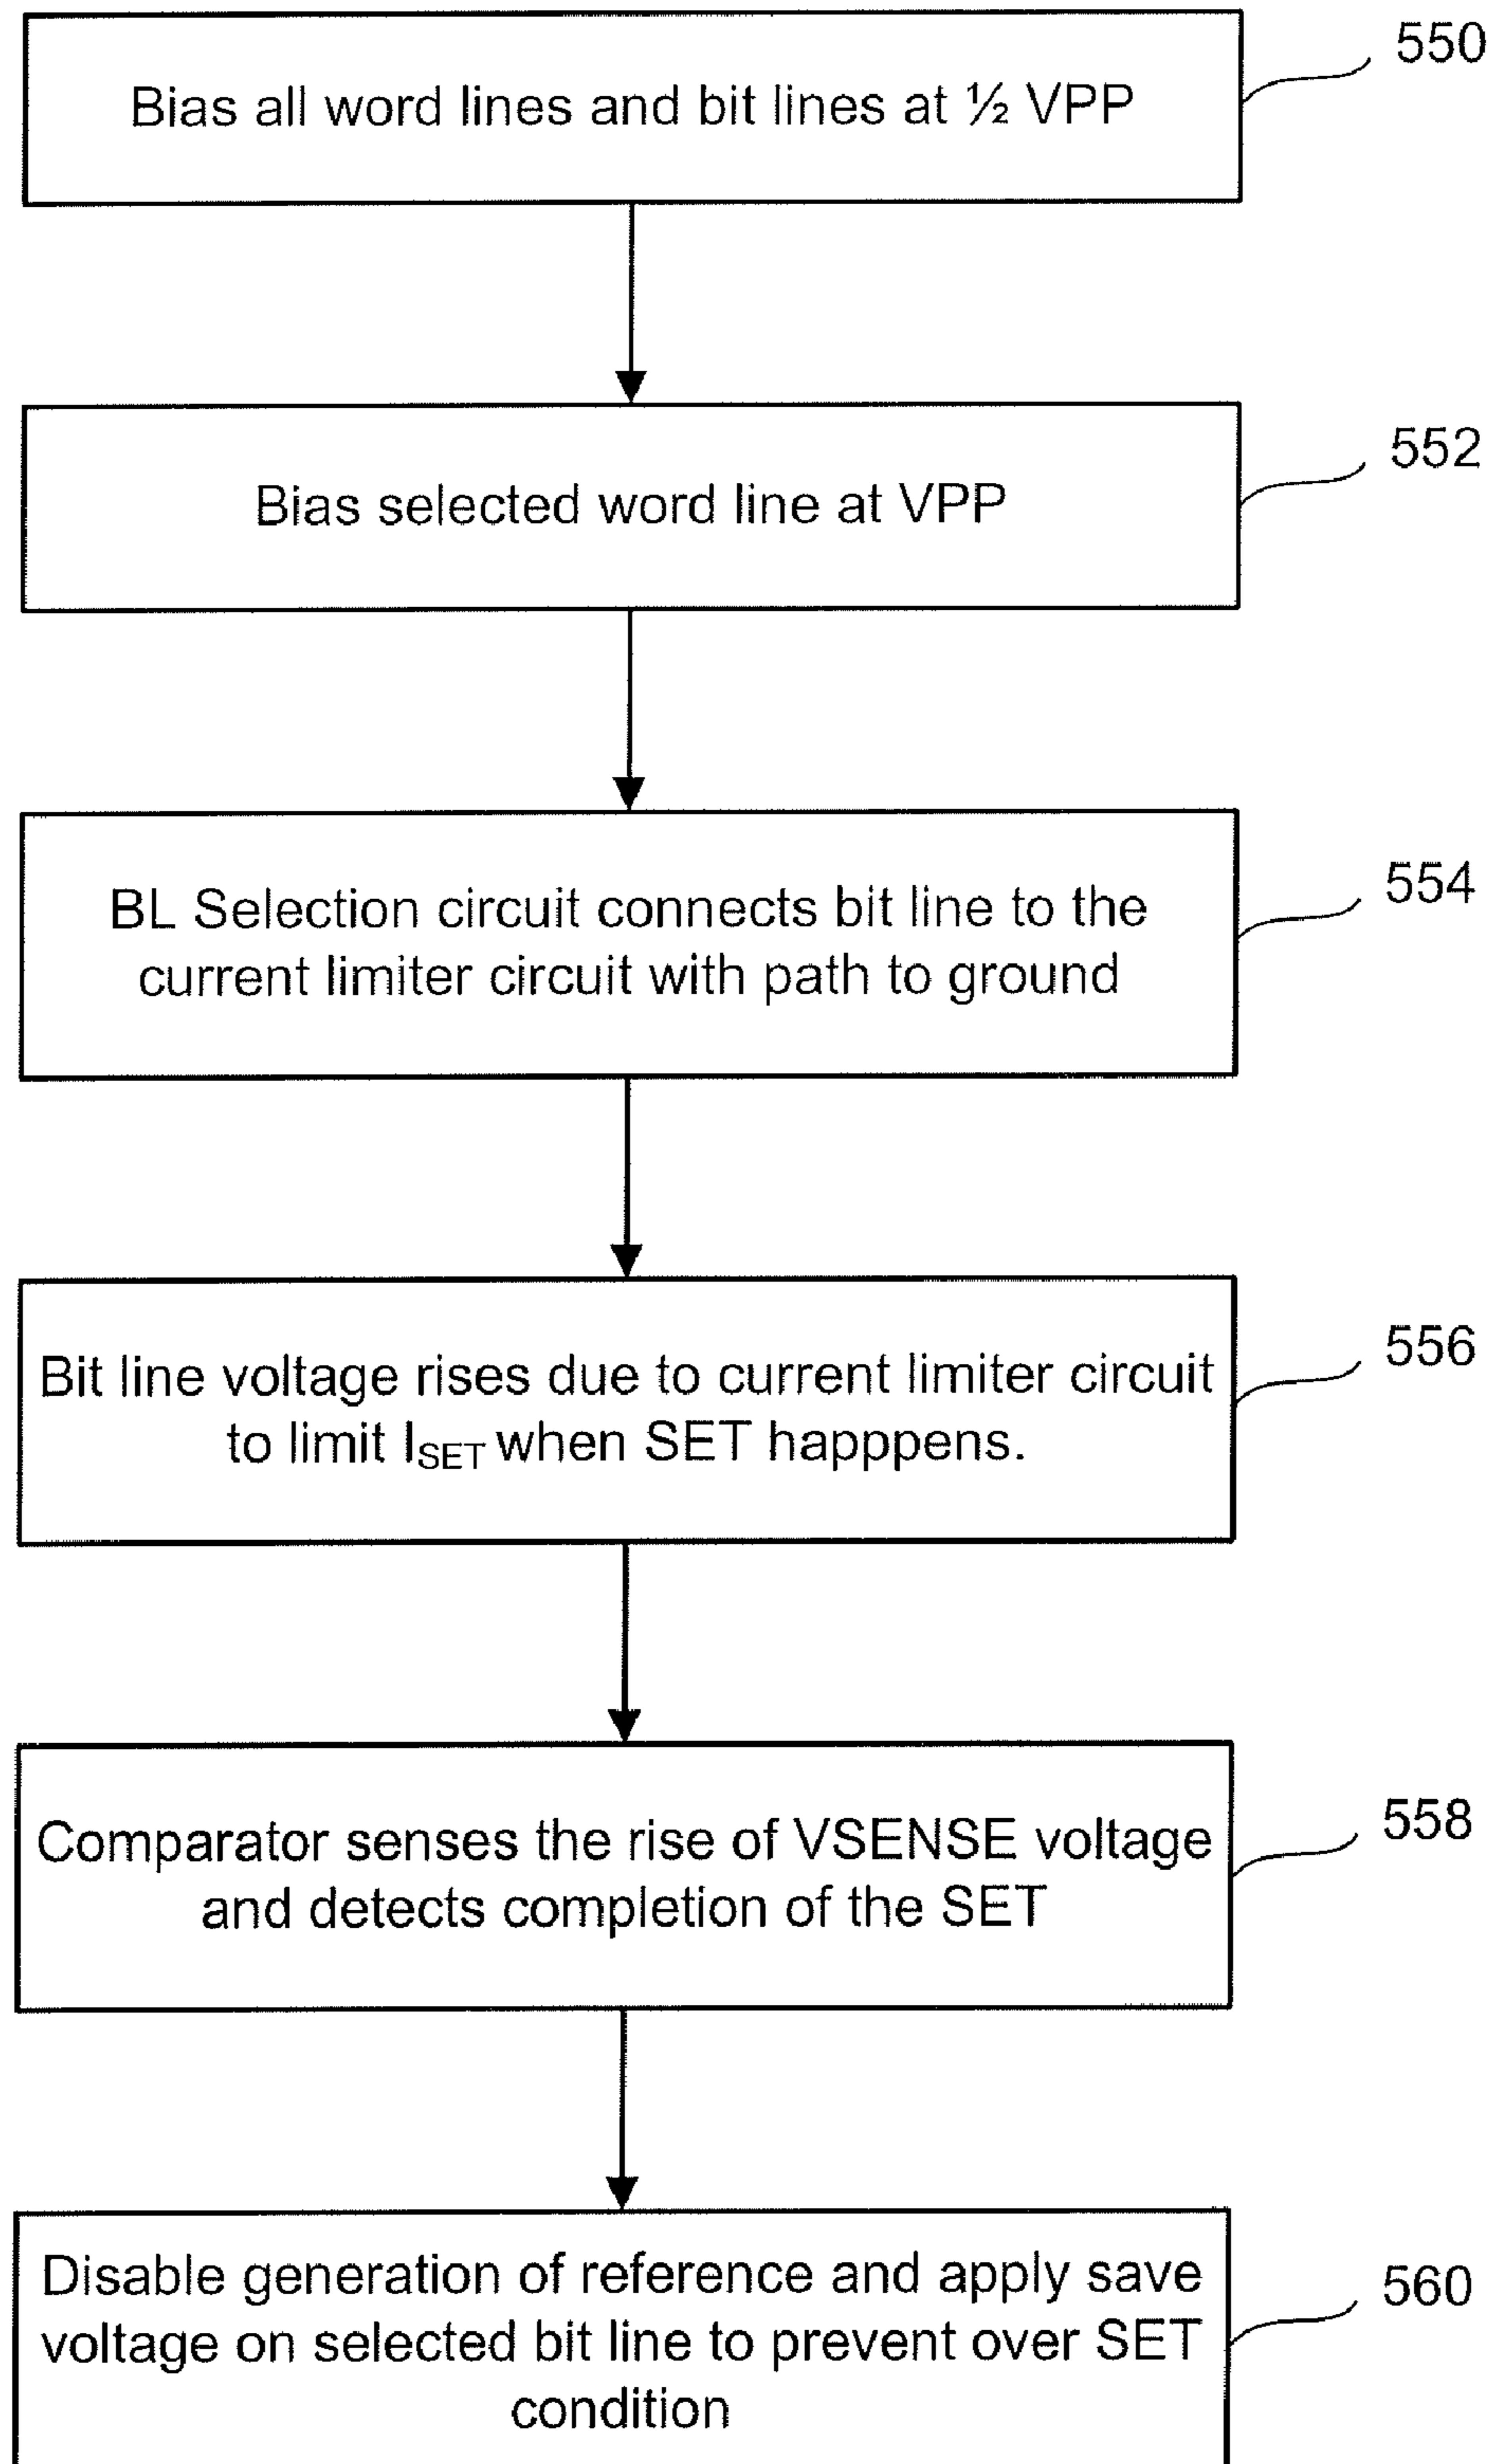 Bias all word lines and bit lines at ½ VPP
550
Bias selected word line at VPP
552
BL Selection circuit connects bit line to the
current limiter circuit with path to ground
554
Bit line voltage rises due to current limiter circuit
to limit ISET when SET happpens.
556
Comparator senses the rise of VSENSE voltage
and detects completion of the SET
558
Disable generation of reference and apply save
voltage on selected bit line to prevent over SET
condition
560